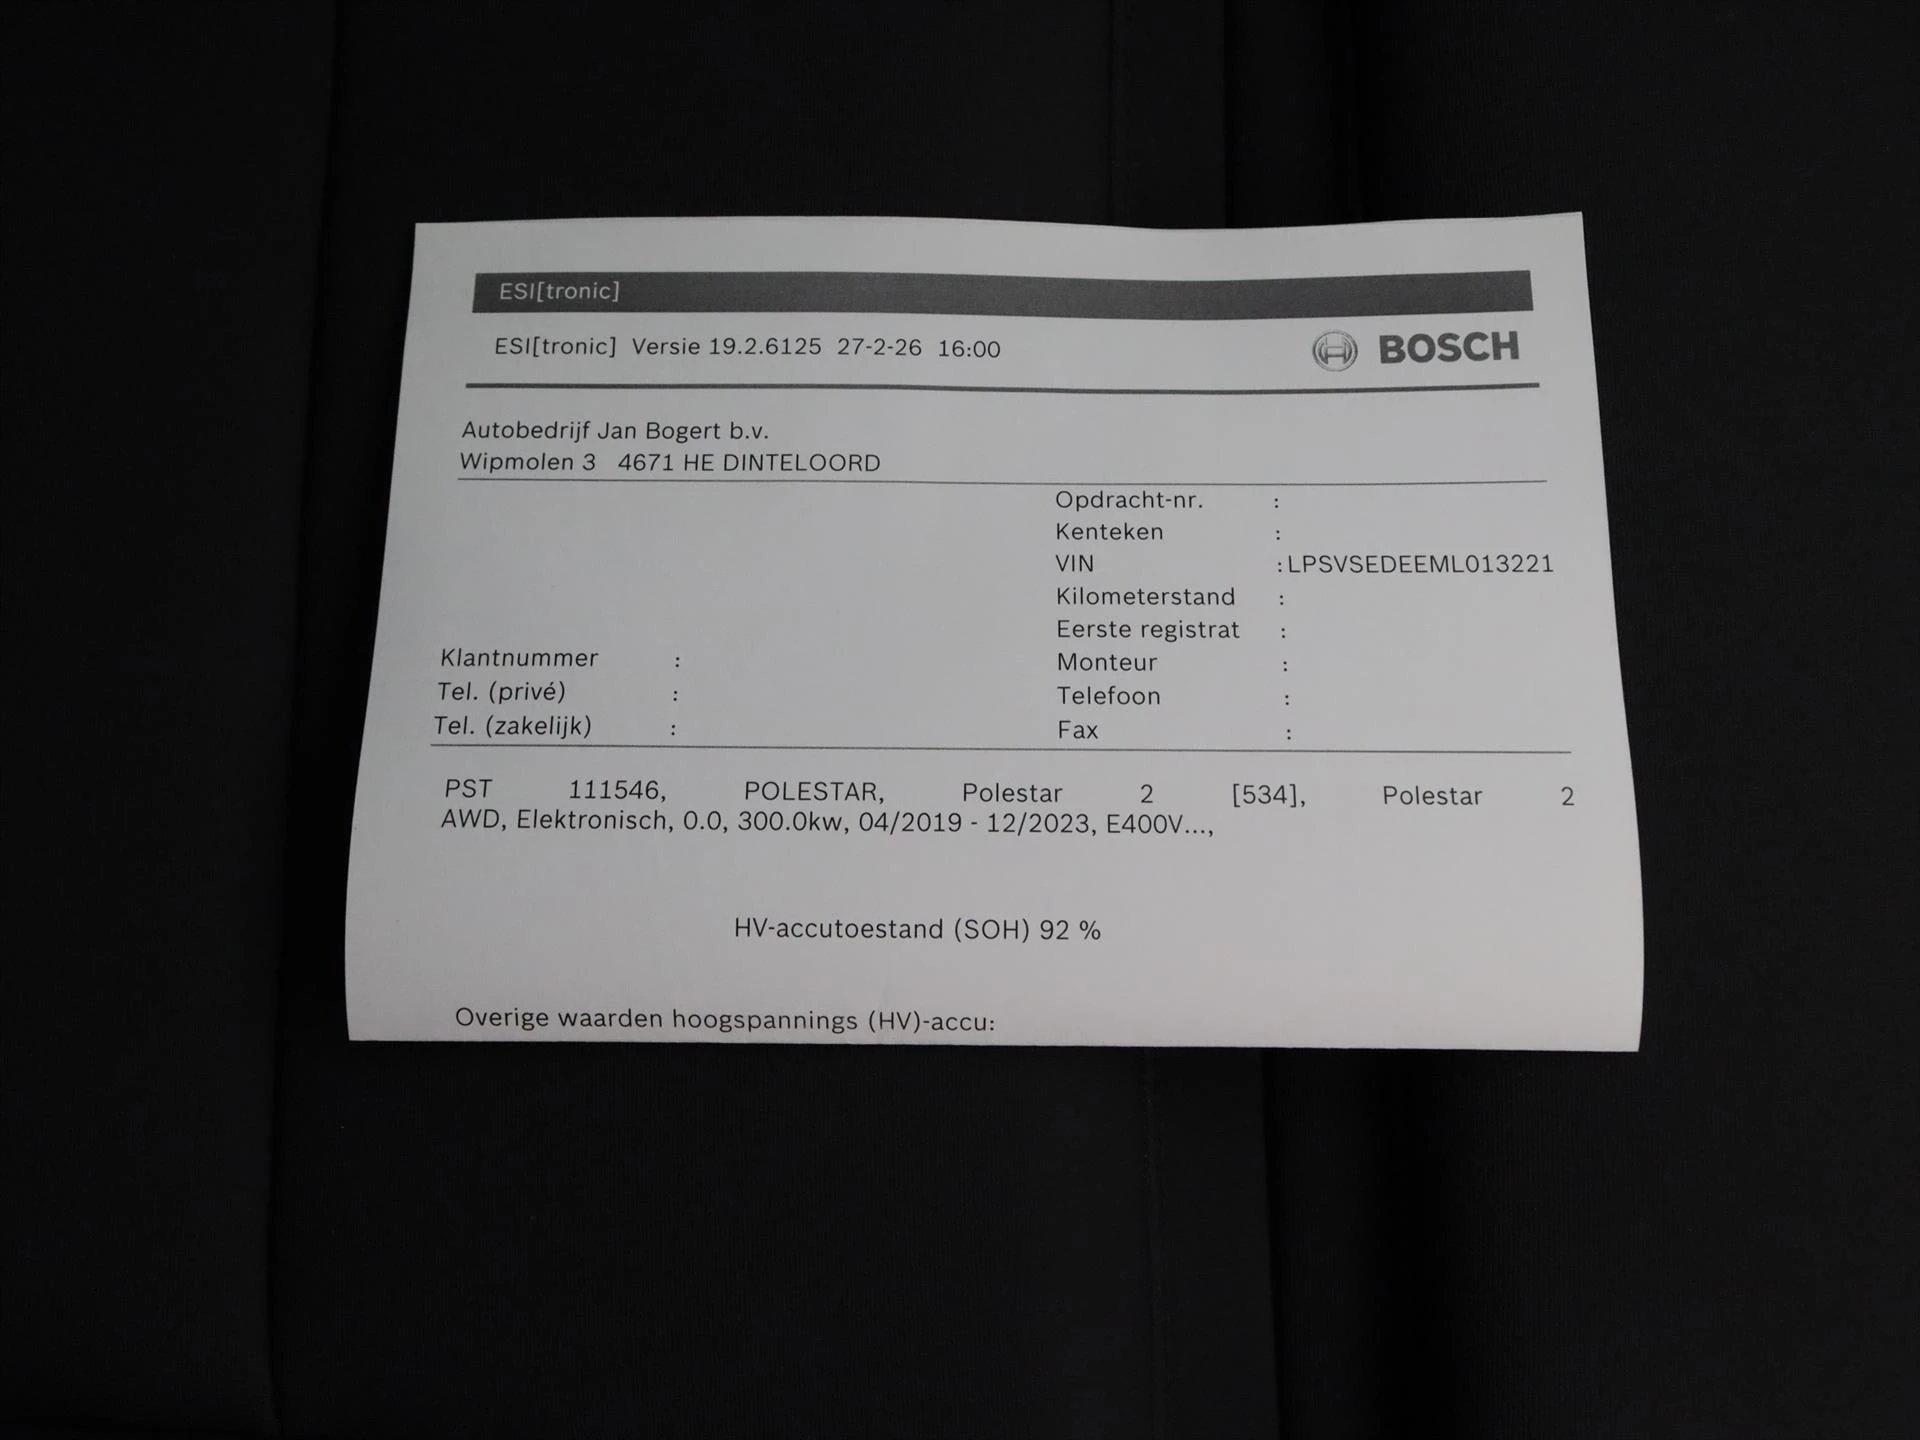 ESI[tronic]
ESI[tronic] Versie 19.2.6125 27-2-26 16:00
BOSCH
Autobedrijf Jan Bogert b.v.
Wipmolen 3 4671 HE DINTELOORD
Opdracht-nr. :
Kenteken :
VIN :LPSVSEDEEML013221
Kilometerstand :
Eerste registrat :
Klantnummer :
Monteur :
Tel. (privé) :
Telefoon :
Tel. (zakelijk) :
Fax :
PST 111546, POLESTAR, Polestar 2 [534], Polestar 2
AWD, Elektronisch, 0.0, 300.0kw, 04/2019 - 12/2023, E400V...,
HV-accutoestand (SOH) 92 %
Overige waarden hoogspannings (HV)-accu: